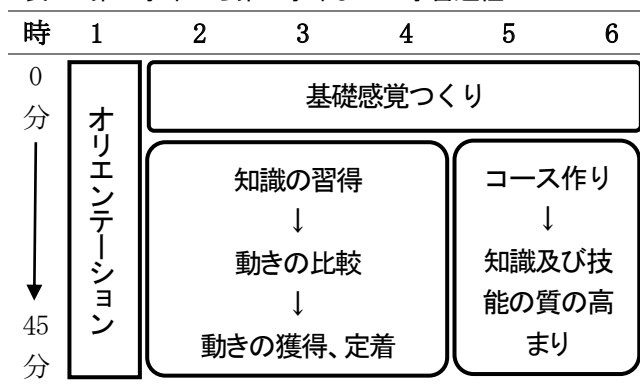 時 1 2 3 4 5 6
0
分
45
分
オリエンテーション
基礎感覚つくり
知識の習得
↓
動きの比較
↓
動きの獲得、定着
コース作り
↓
知識及び技
能の質の高
まり